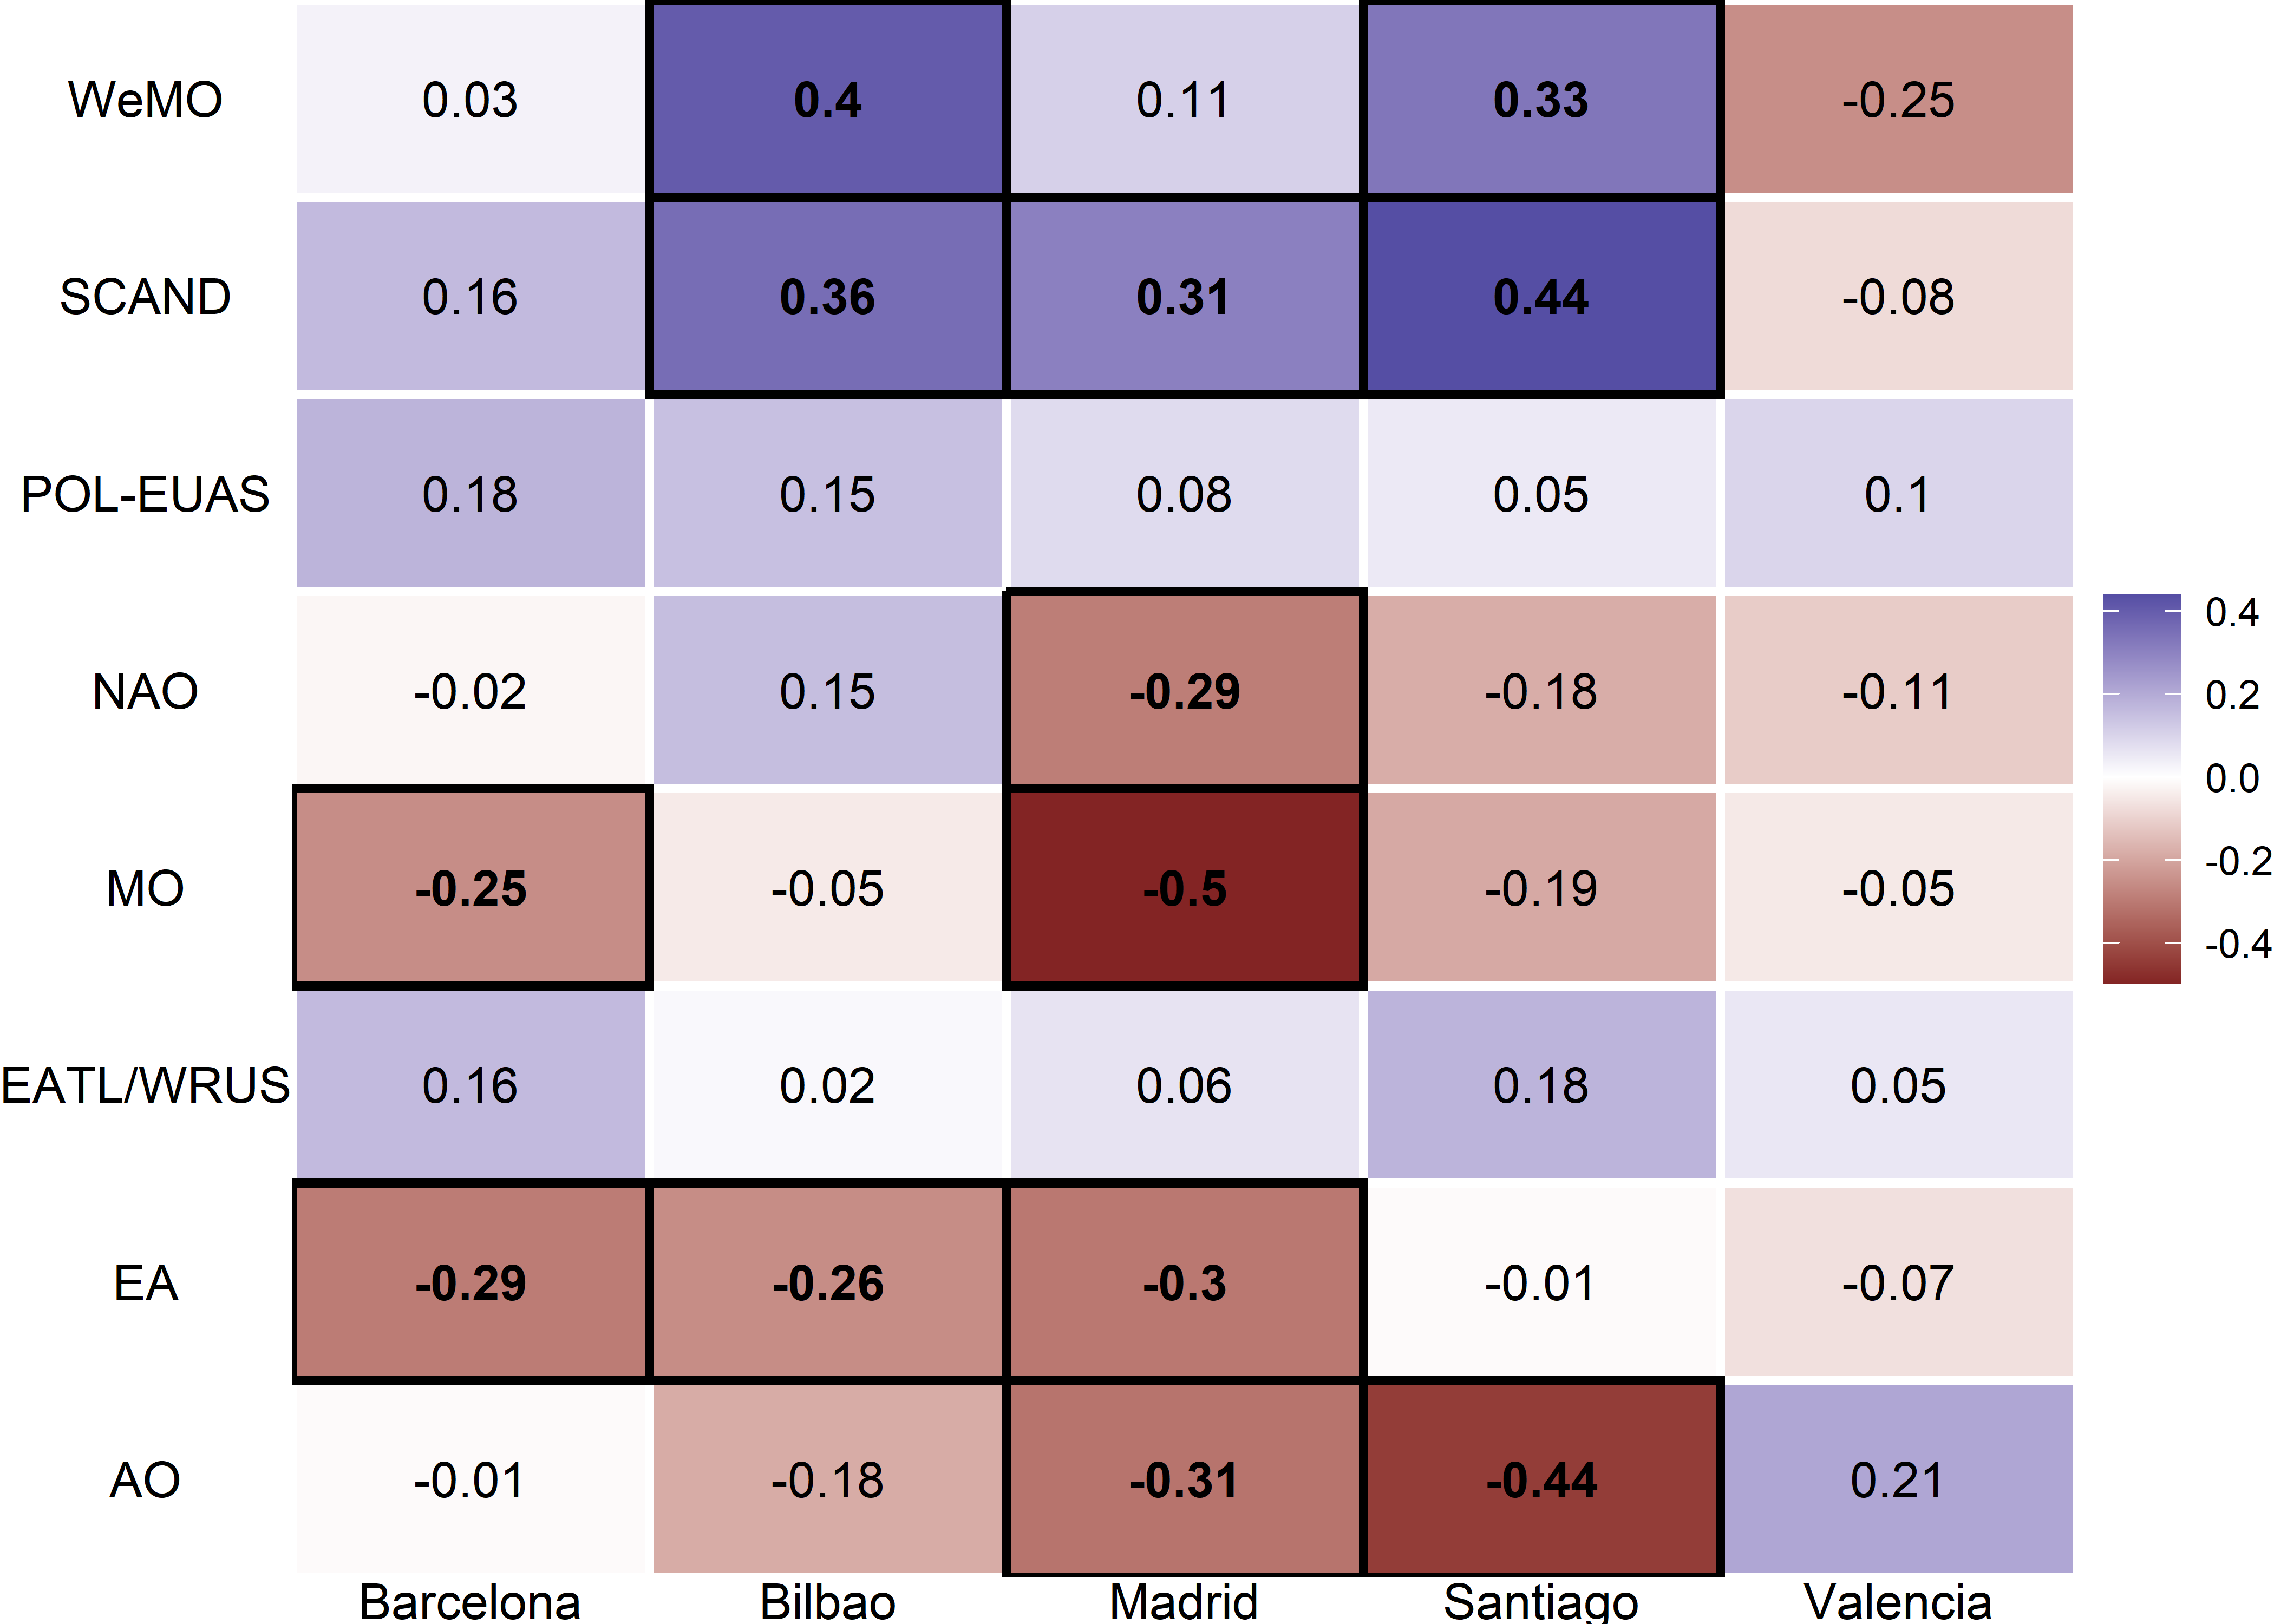 WeMO 0.03 0.4 0.11 0.33 -0.25
SCAND 0.16 0.36 0.31 0.44 -0.08
POL-EUAS 0.18 0.15 0.08 0.05 0.1
NAO -0.02 0.15 -0.29 -0.18 -0.11
MO -0.25 -0.05 -0.5 -0.19 -0.05
EATL/WRUS 0.16 0.02 0.06 0.18 0.05
EA -0.29 -0.26 -0.3 -0.01 -0.07
AO -0.01 -0.18 -0.31 -0.44 0.21
Barcelona Bilbao Madrid Santiago Valencia
0.4
0.2
0.0
-0.2
-0.4